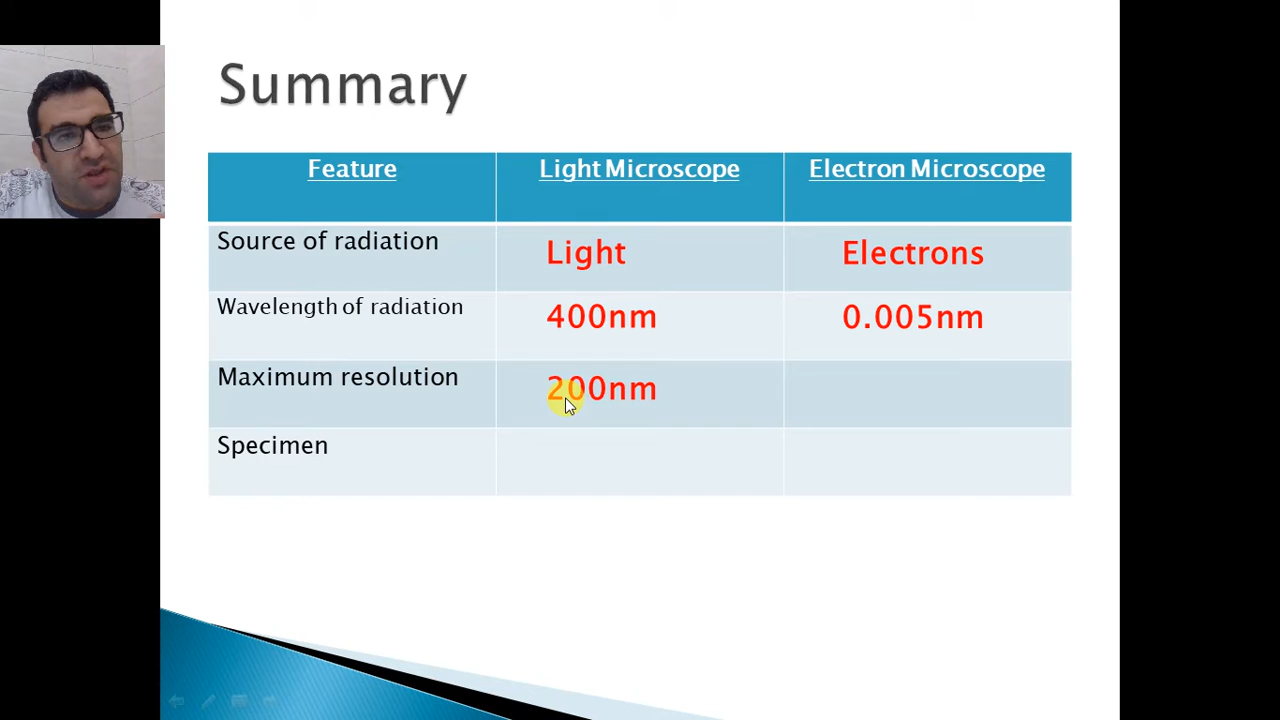 Summary
Feature
Light Microscope
Electron Microscope
Source of radiation
Light
Electrons
Wavelength of radiation
400nm
0.005nm
Maximum resolution
200nm
Specimen